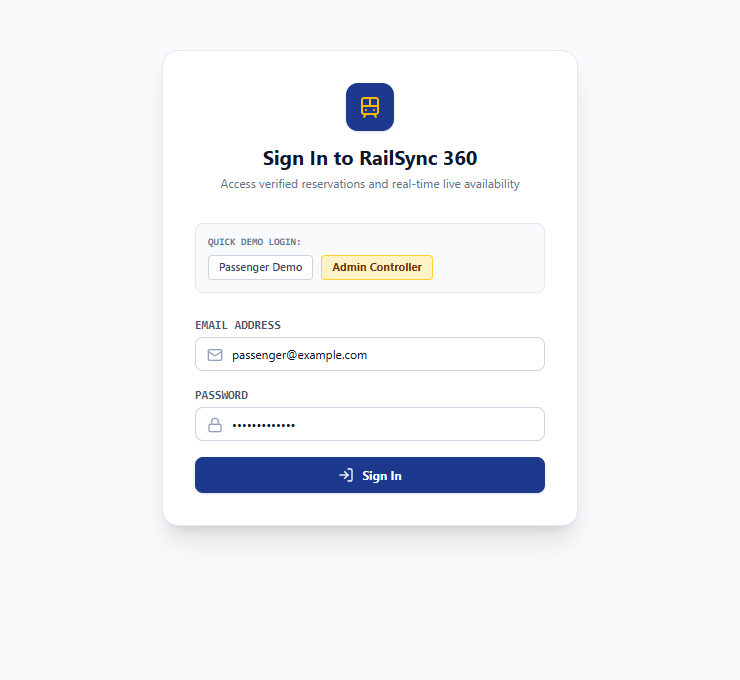 Sign In to RailSync 360
Access verified reservations and real-time live availability
QUICK DEMO LOGIN:
Passenger Demo
Admin Controller
EMAIL ADDRESS
passenger@example.com
PASSWORD
•••••••••••••
Sign In